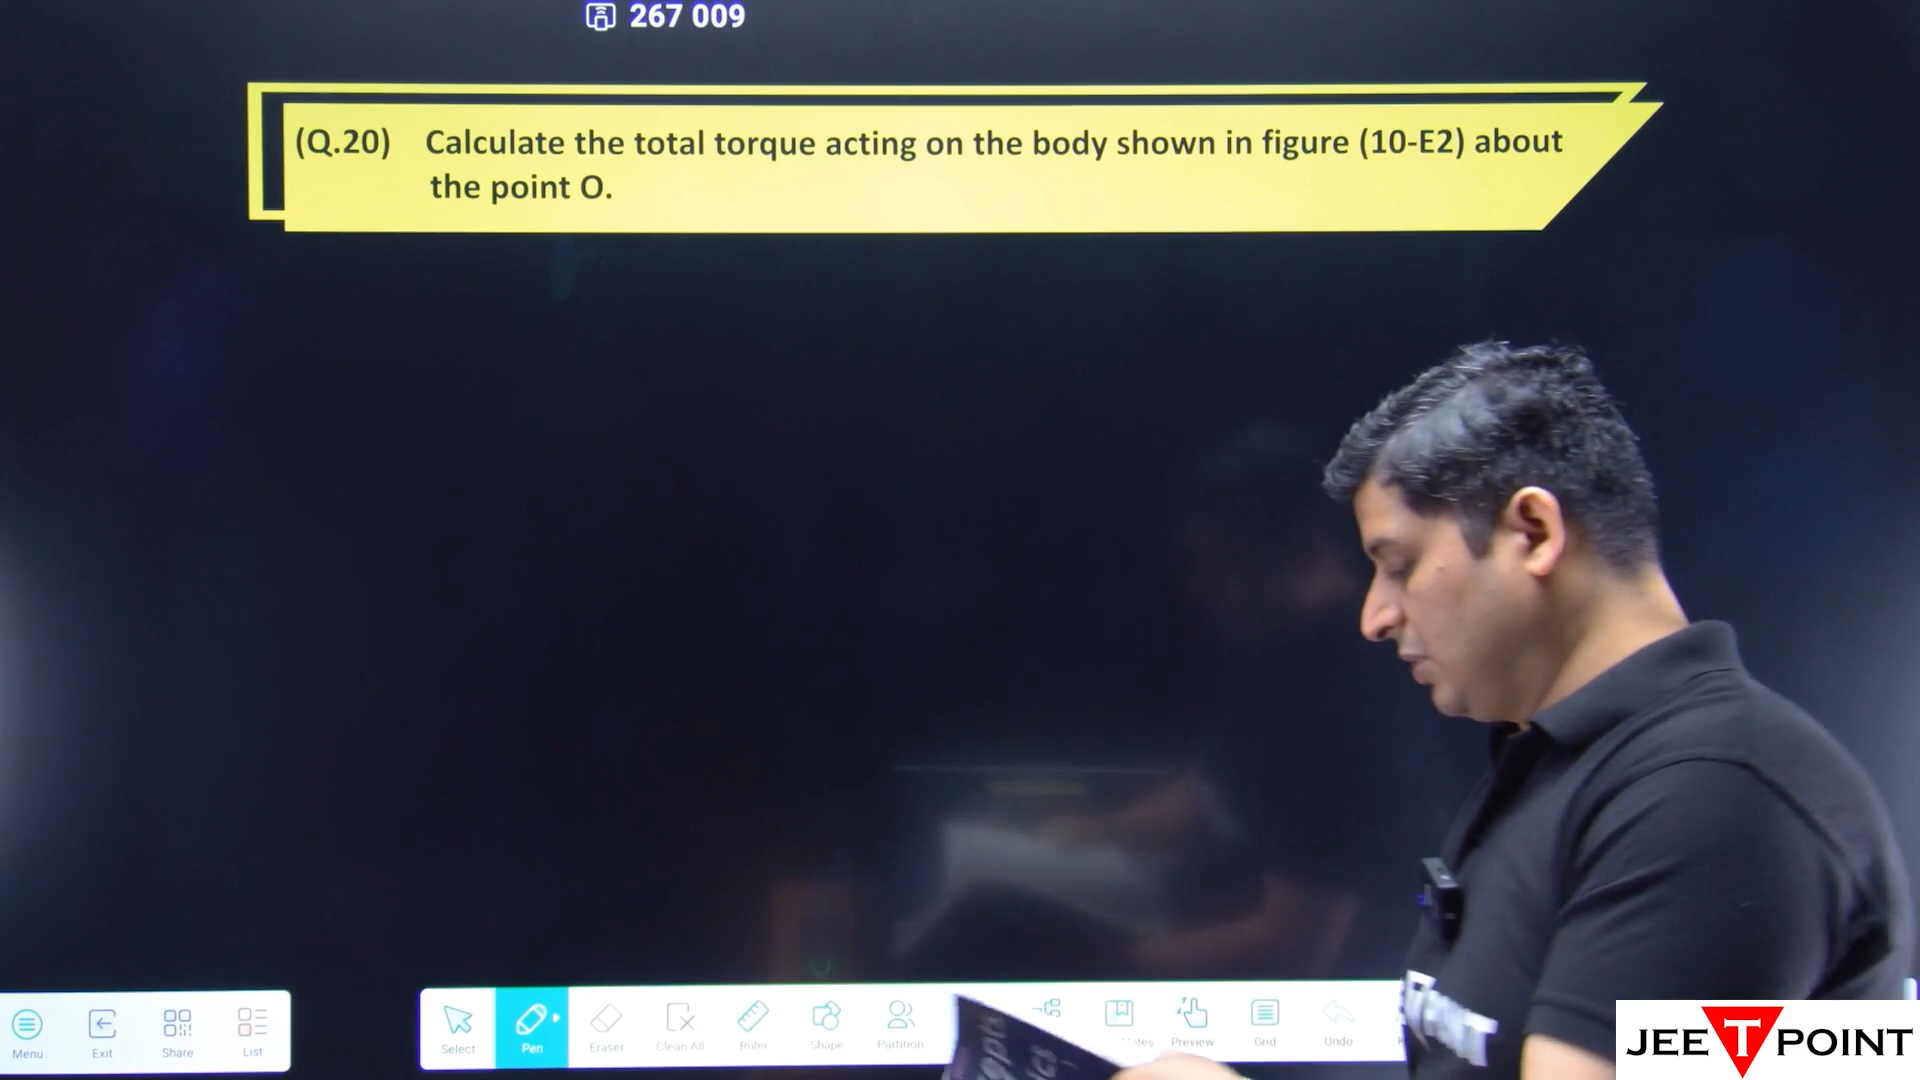 267 009
(Q.20) Calculate the total torque acting on the body shown in figure (10-E2) about
the point O.
Menu Exit Share List
Select Pen Eraser Clean All Ruler Shape Partition Preview Grid Undo
JEE T POINT